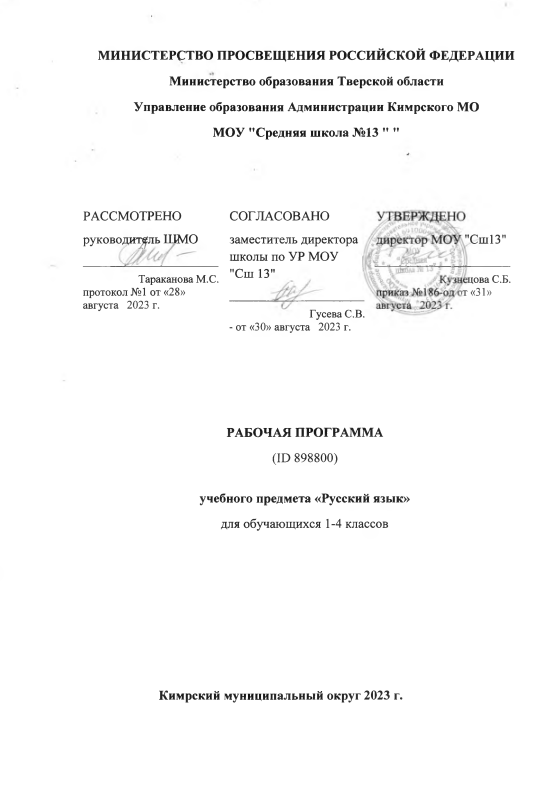 МИНИСТЕРСТВО ПРОСВЕЩЕНИЯ РОССИЙСКОЙ ФЕДЕРАЦИИ
Министерство образования Тверской области
Управление образования Администрации Кимрского МО
МОУ "Средняя школа №13 " "
РАССМОТРЕНО
руководитель ШМО
Тараканова М.С.
протокол №1 от «28»
августа 2023 г.
СОГЛАСОВАНО
заместитель директора
школы по УР МОУ
"Сш 13"
Гусева С.В.
- от «30» августа 2023 г.
УТВЕРЖДЕНО
директор МОУ "Сш13"
Кузнецова С.Б.
приказ №186-од от «31»
августа 2023 г.
РАБОЧАЯ ПРОГРАММА
(ID 898800)
учебного предмета «Русский язык»
для обучающихся 1-4 классов
Кимрский муниципальный округ 2023 г.